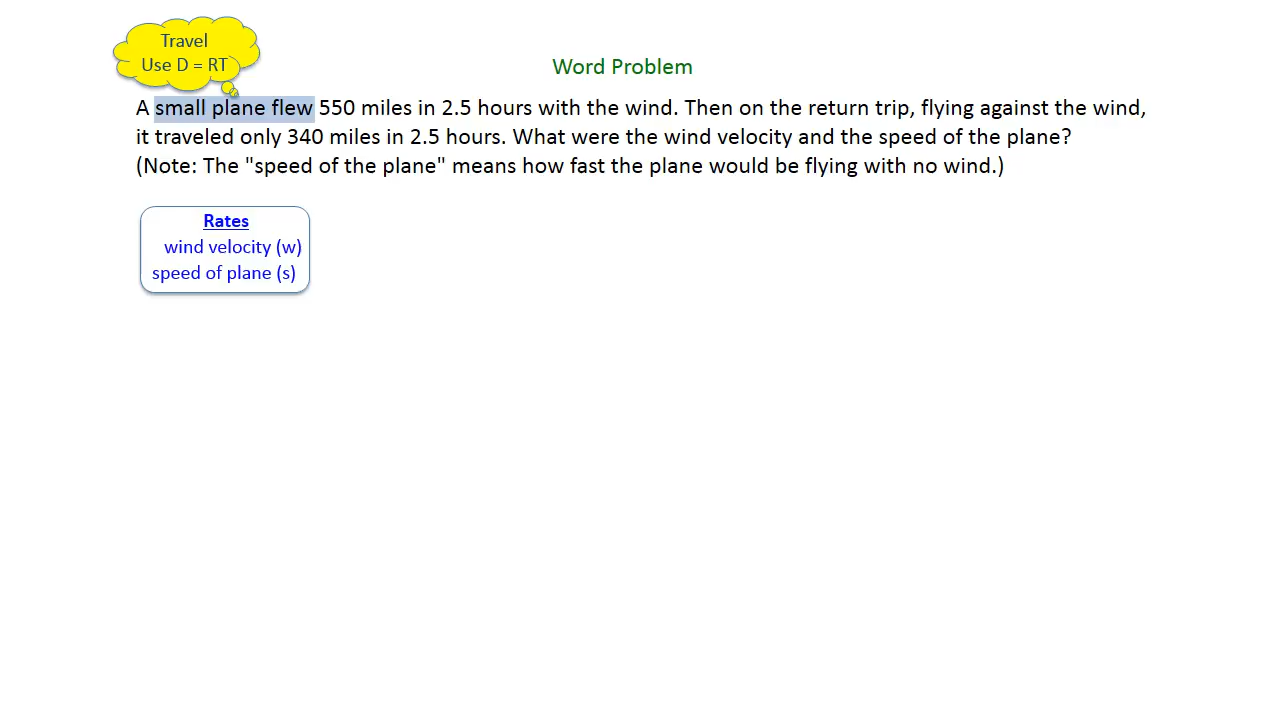 Travel
Use D = RT
Word Problem
A small plane flew 550 miles in 2.5 hours with the wind. Then on the return trip, flying against the wind,
it traveled only 340 miles in 2.5 hours. What were the wind velocity and the speed of the plane?
(Note: The "speed of the plane" means how fast the plane would be flying with no wind.)
Rates
wind velocity (w)
speed of plane (s)